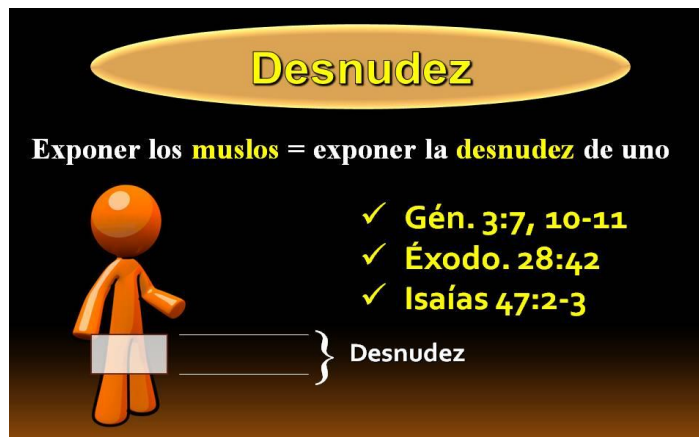 Desnudez
Exponer los muslos = exponer la desnudez de uno
✓ Gén. 3:7, 10-11
✓ Éxodo. 28:42
✓ Isaías 47:2-3
} Desnudez